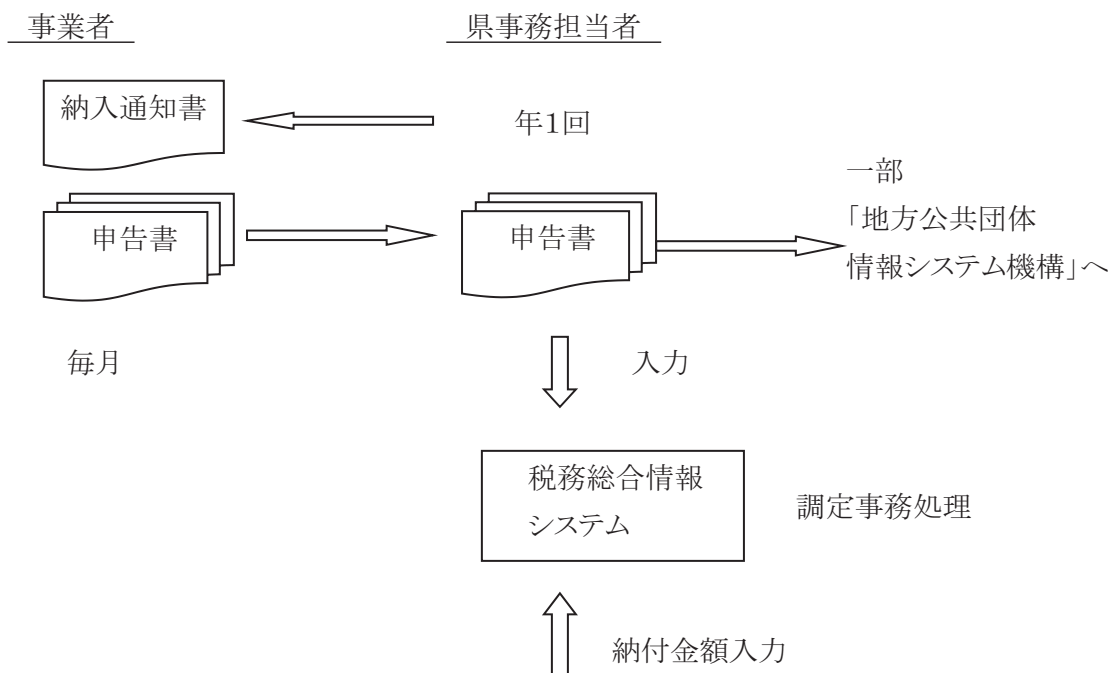 事業者
県事務担当者
納入通知書
年1回
一部
「地方公共団体
情報システム機構」へ
申告書
申告書
毎月
入力
税務総合情報
システム
調定事務処理
納付金額入力